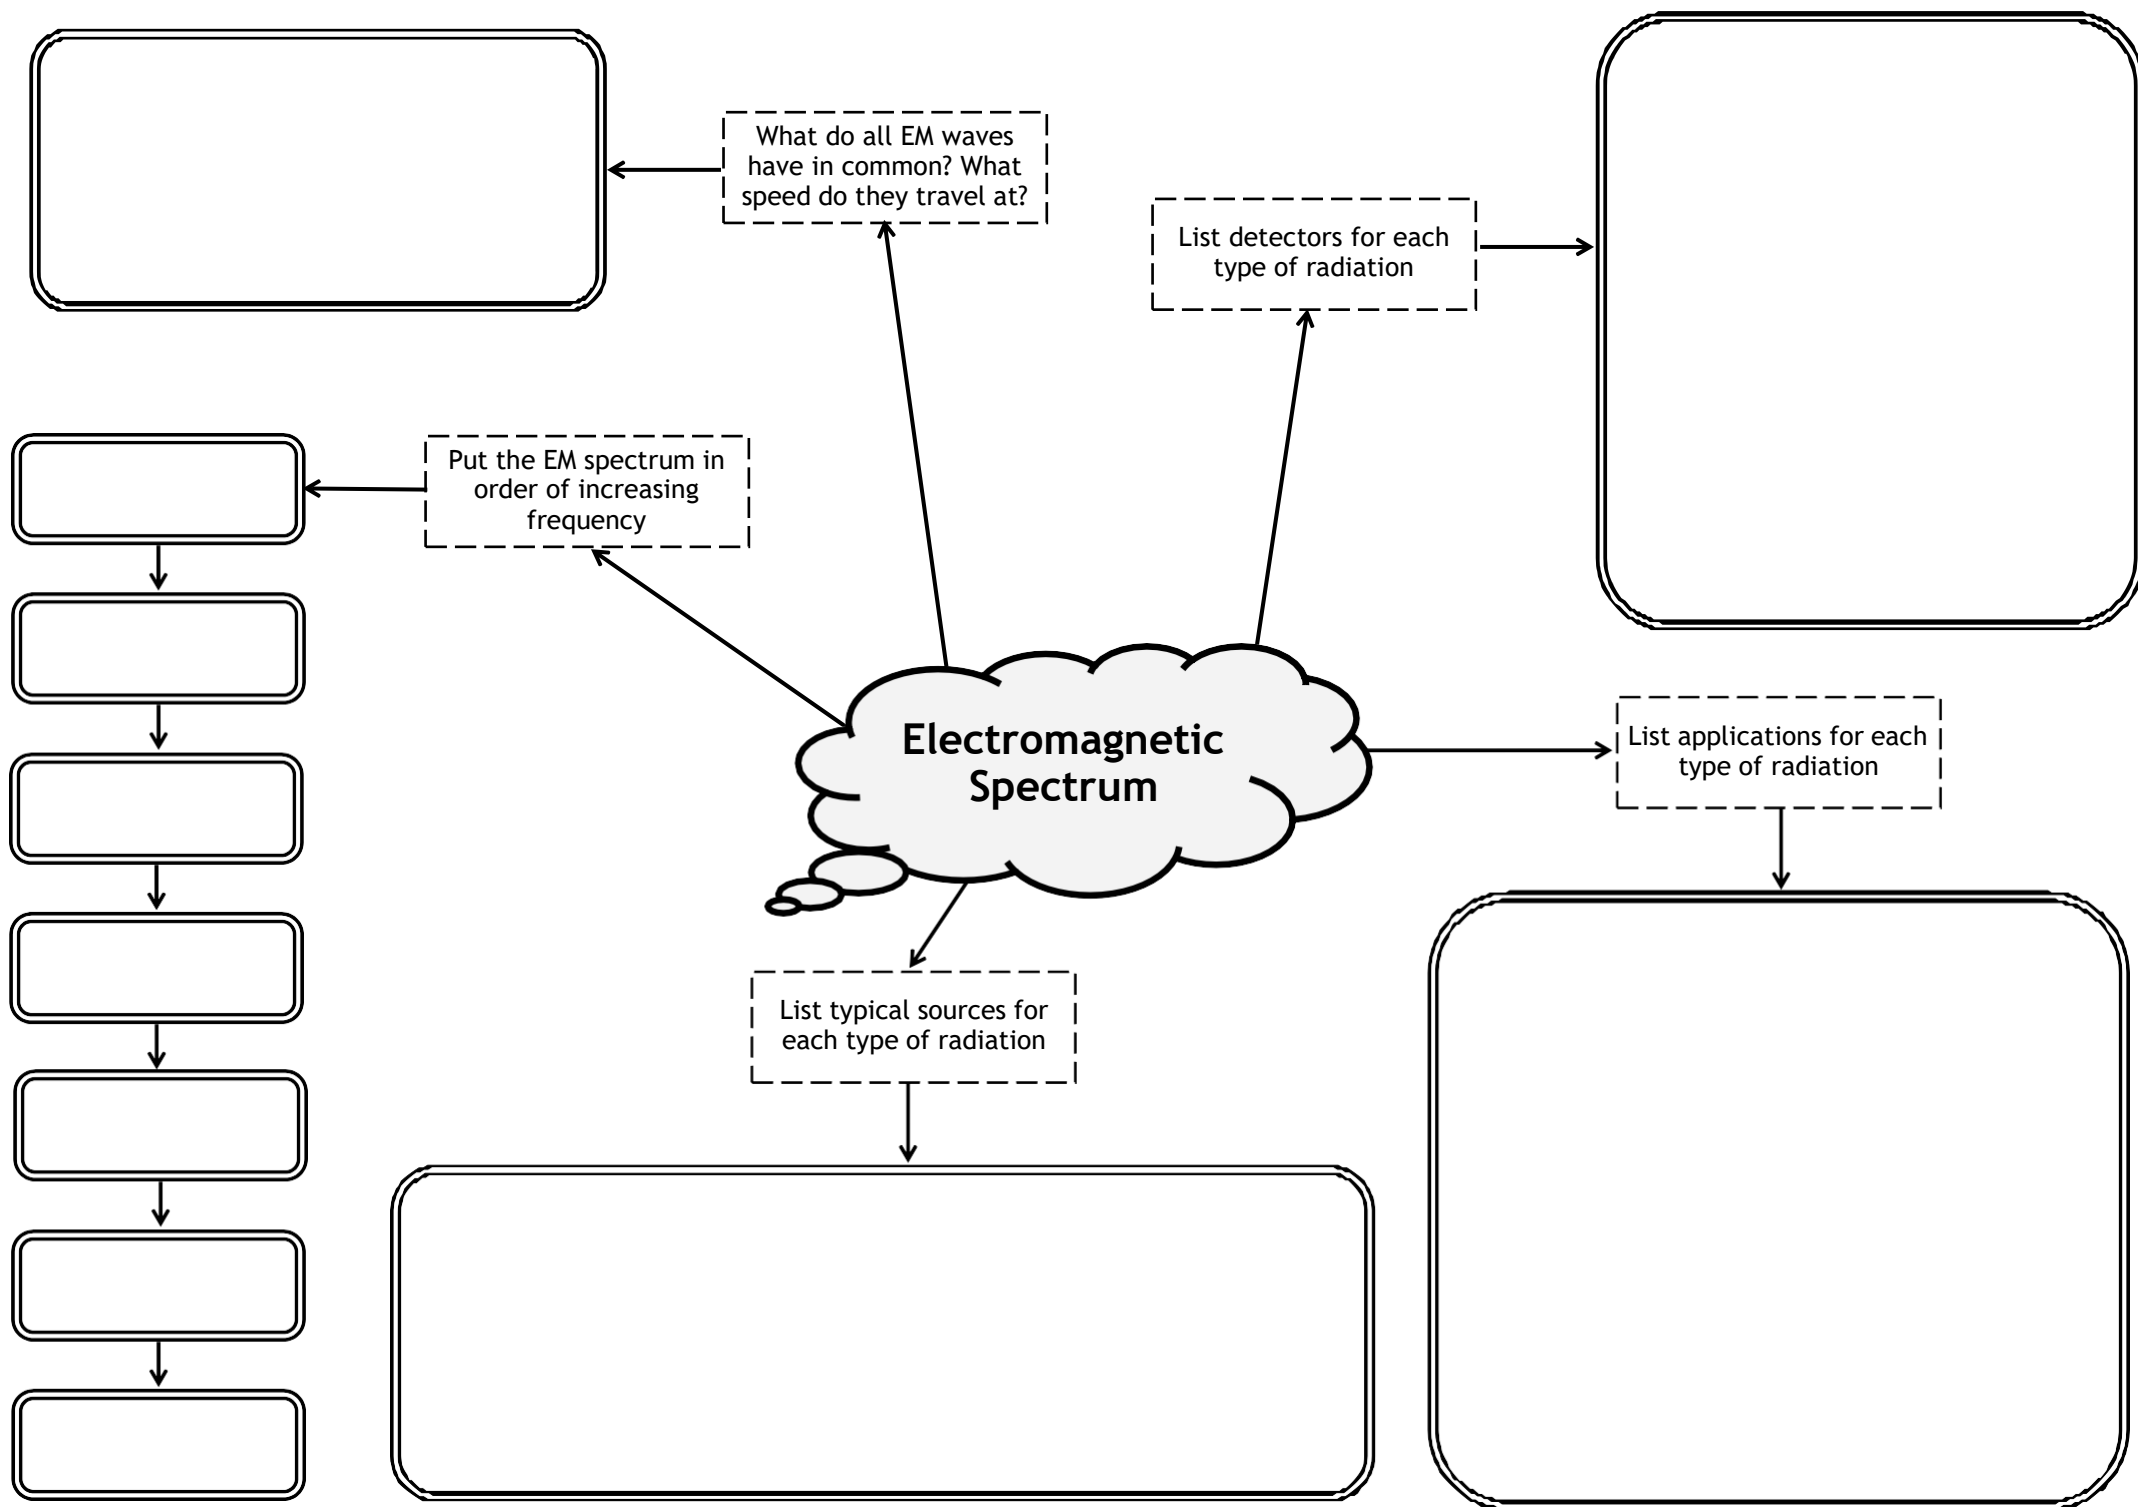 What do all EM waves
have in common? What
speed do they travel at?
List detectors for each
type of radiation
Put the EM spectrum in
order of increasing
frequency
Electromagnetic
Spectrum
List applications for each
type of radiation
List typical sources for
each type of radiation